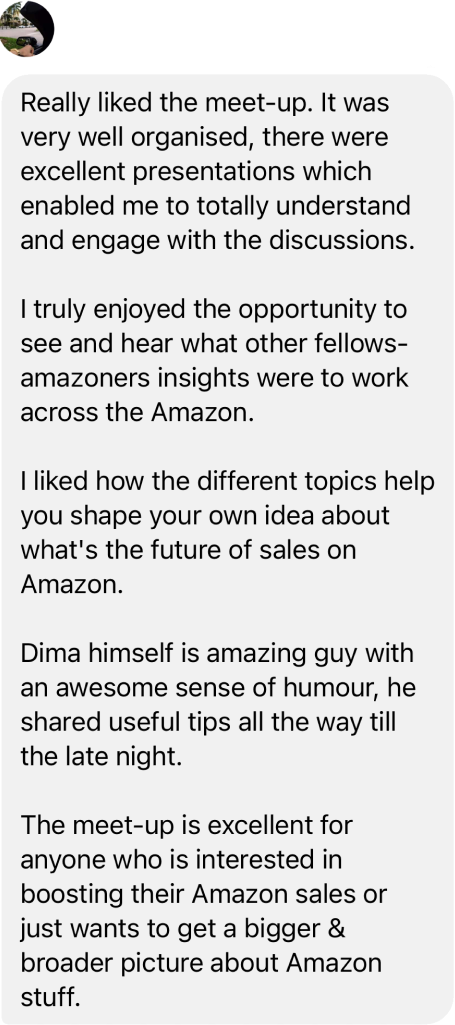 Really liked the meet-up. It was
very well organised, there were
excellent presentations which
enabled me to totally understand
and engage with the discussions.
I truly enjoyed the opportunity to
see and hear what other fellows-
amazoners insights were to work
across the Amazon.
I liked how the different topics help
you shape your own idea about
what's the future of sales on
Amazon.
Dima himself is amazing guy with
an awesome sense of humour, he
shared useful tips all the way till
the late night.
The meet-up is excellent for
anyone who is interested in
boosting their Amazon sales or
just wants to get a bigger &
broader picture about Amazon
stuff.